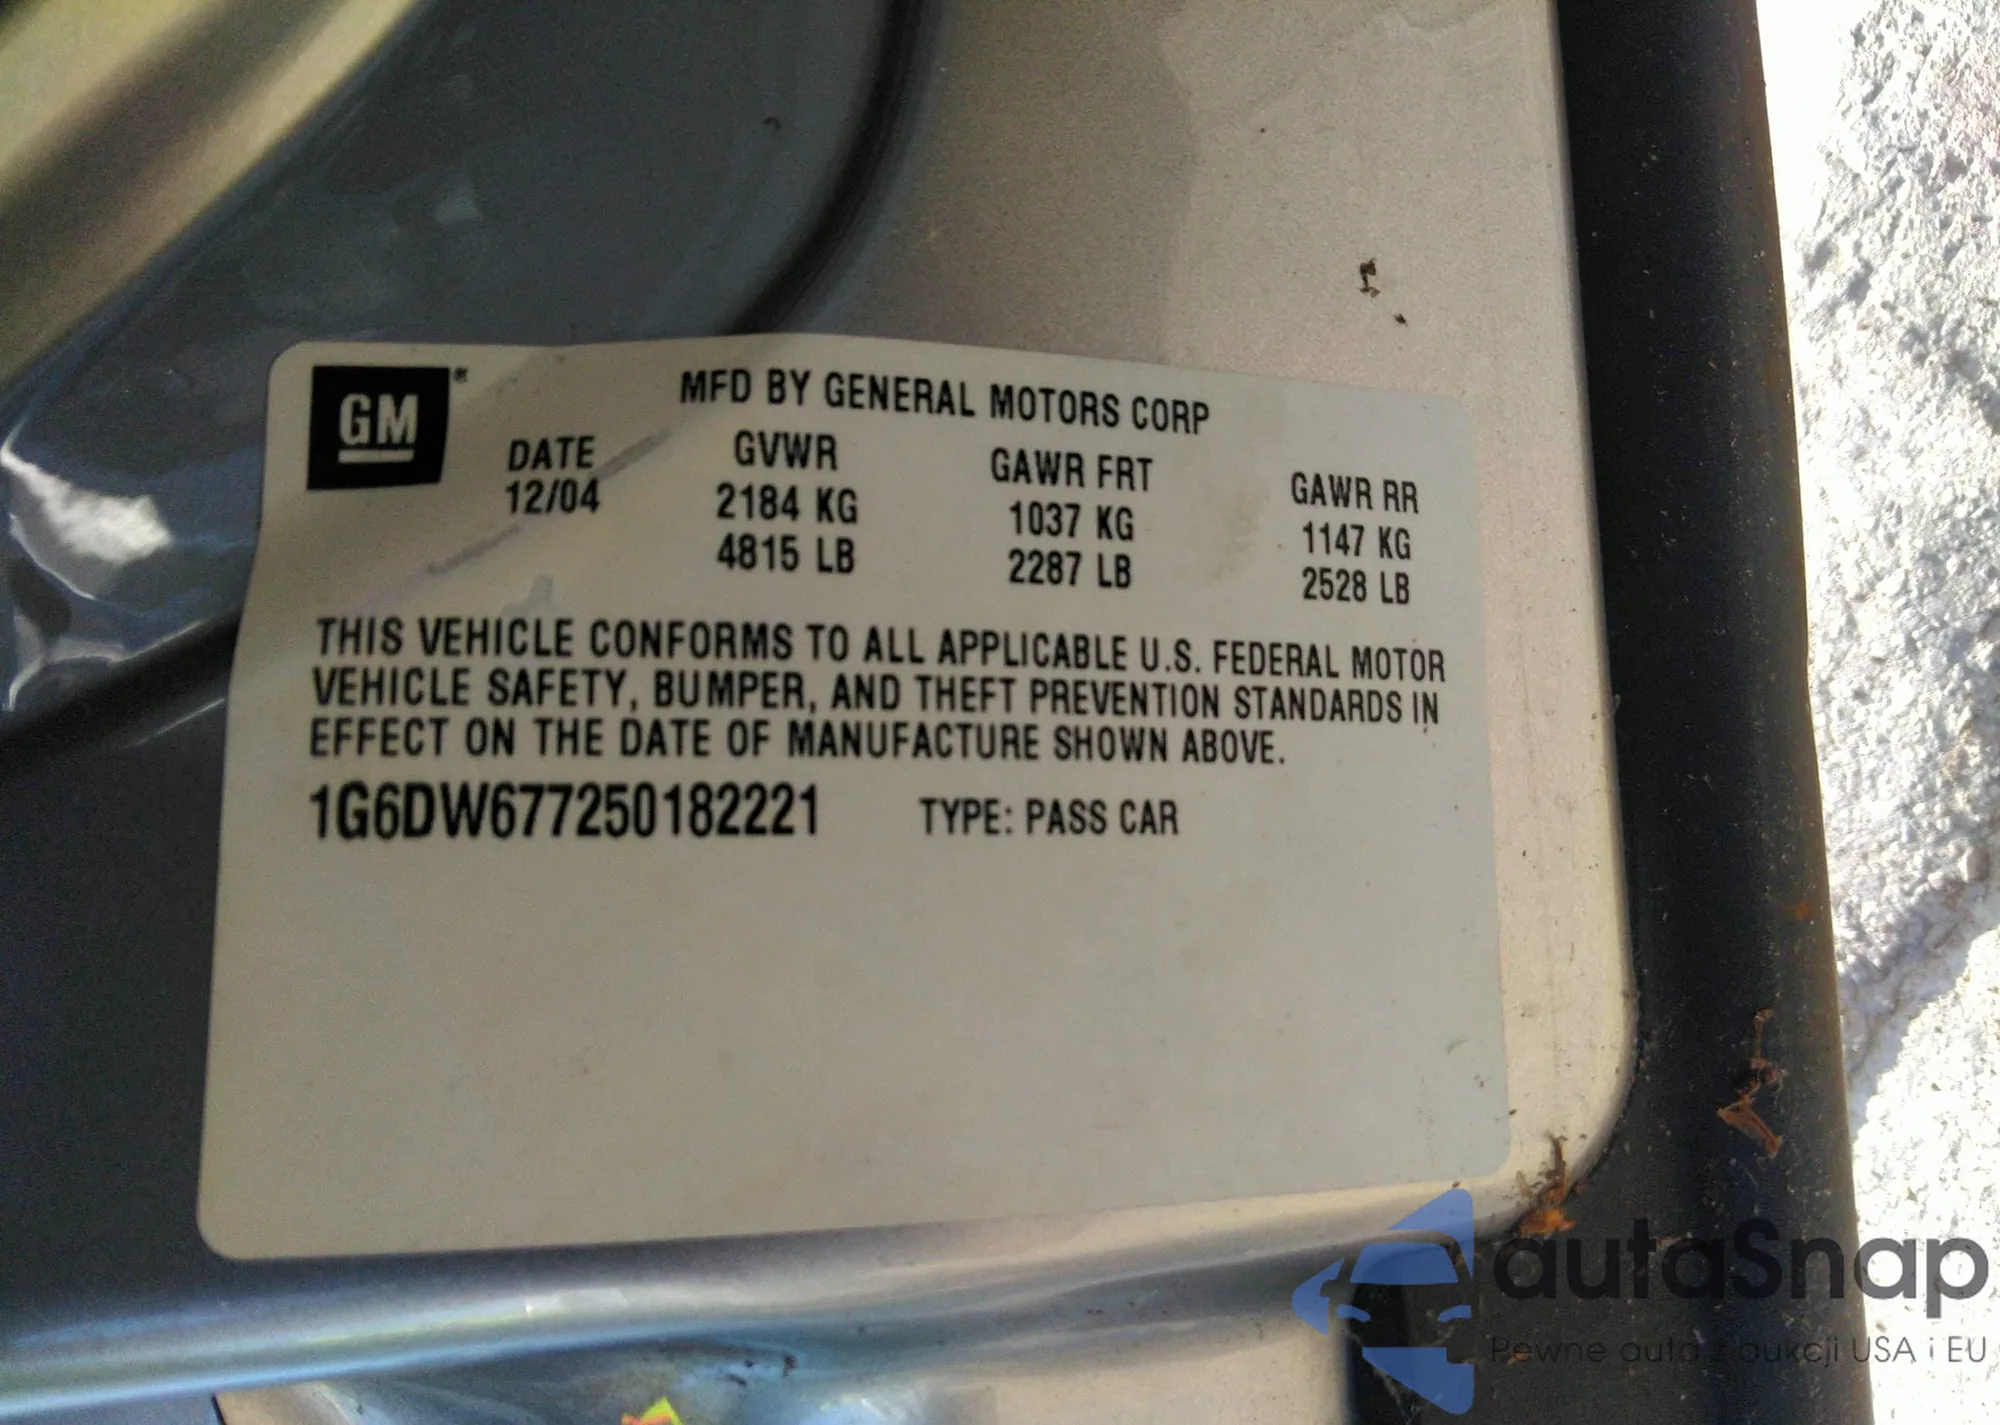 GM®
MFD BY GENERAL MOTORS CORP
DATE GVWR GAWR FRT GAWR RR
12/04 2184 KG 1037 KG 1147 KG
4815 LB 2287 LB 2528 LB
THIS VEHICLE CONFORMS TO ALL APPLICABLE U.S. FEDERAL MOTOR
VEHICLE SAFETY, BUMPER, AND THEFT PREVENTION STANDARDS IN
EFFECT ON THE DATE OF MANUFACTURE SHOWN ABOVE.
1G6DW677250182221 TYPE: PASS CAR
autaSnap
Pewne auta z aukcji USA i EU